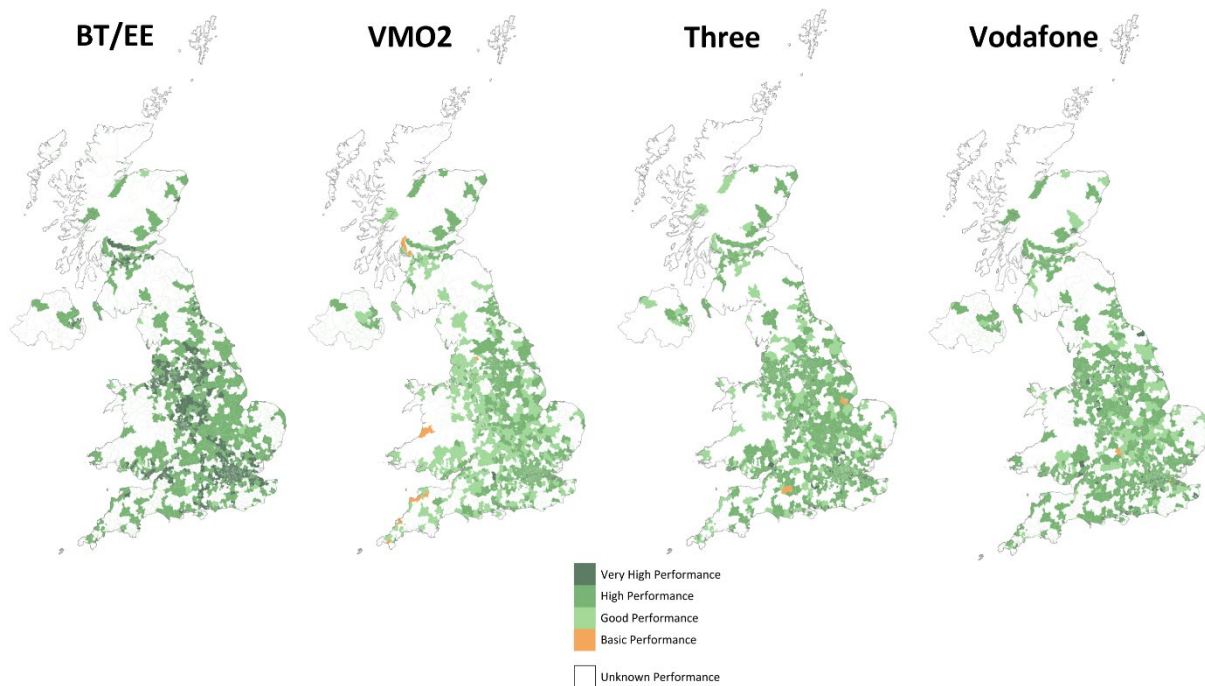 BT/EE
VMO2
Three
Vodafone
Very High Performance
High Performance
Good Performance
Basic Performance
Unknown Performance